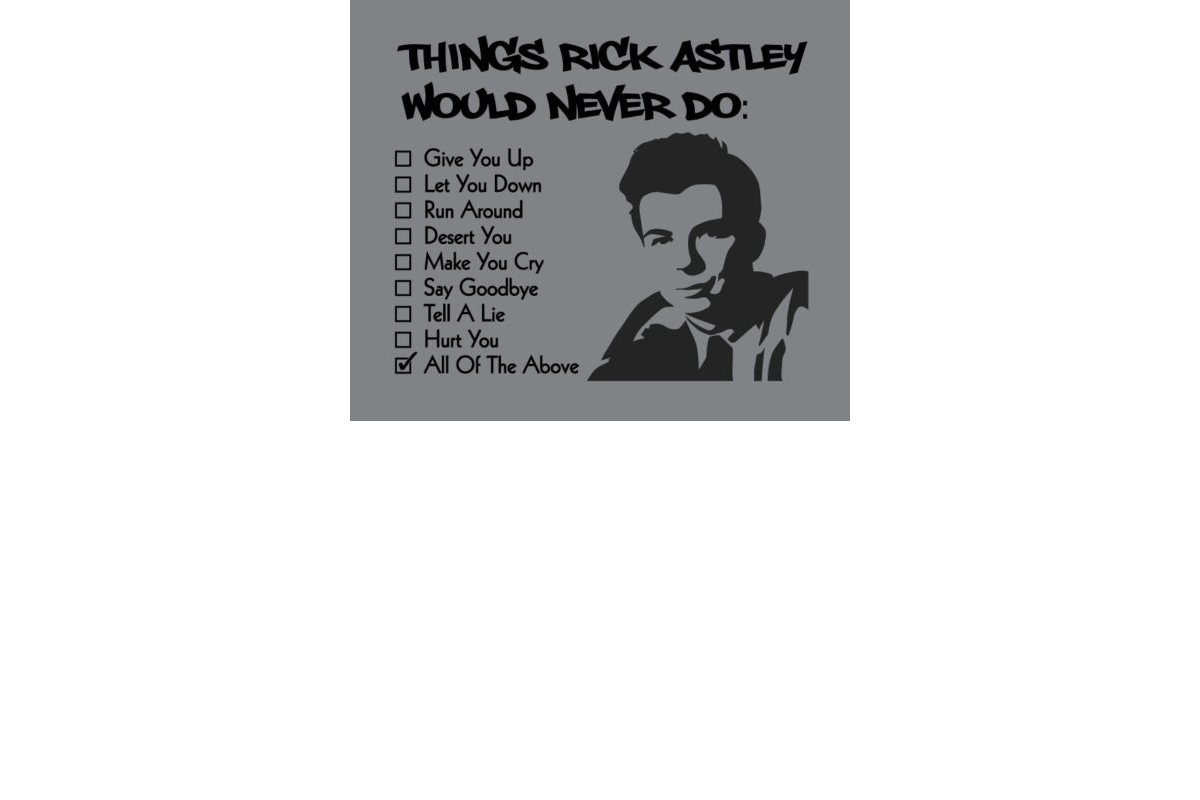 THINGS RICK ASTLEY
WOULD NEVER DO:
Give You Up
Let You Down
Run Around
Desert You
Make You Cry
Say Goodbye
Tell A Lie
Hurt You
All Of The Above